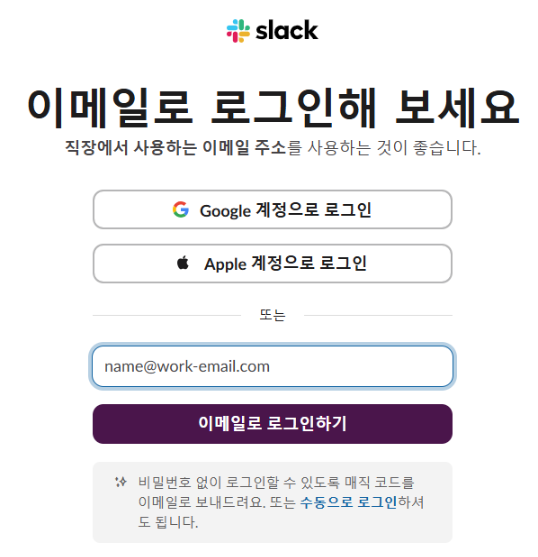 slack
이메일로 로그인해 보세요
직장에서 사용하는 이메일 주소를 사용하는 것이 좋습니다.
Google 계정으로 로그인
Apple 계정으로 로그인
또는
name@work-email.com
이메일로 로그인하기
비밀번호 없이 로그인할 수 있도록 매직 코드를
이메일로 보내드려요. 또는 수동으로 로그인하셔
도 됩니다.